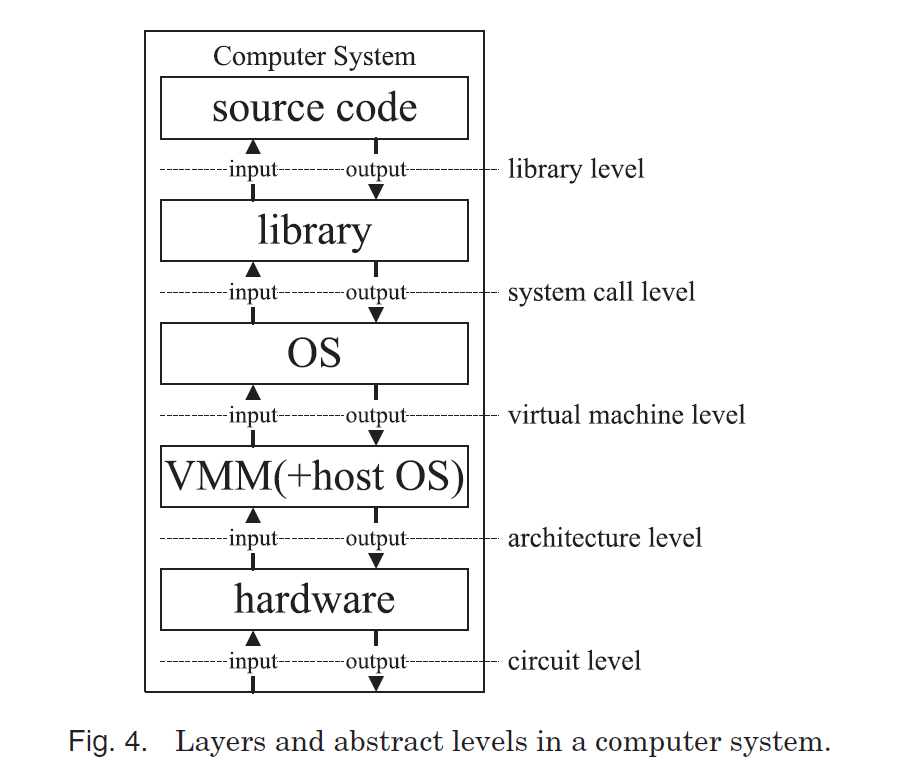 Computer System
source code
input output library level
library
input output system call level
OS
input output virtual machine level
VMM(+host OS)
input output architecture level
hardware
input output circuit level
Fig. 4. Layers and abstract levels in a computer system.